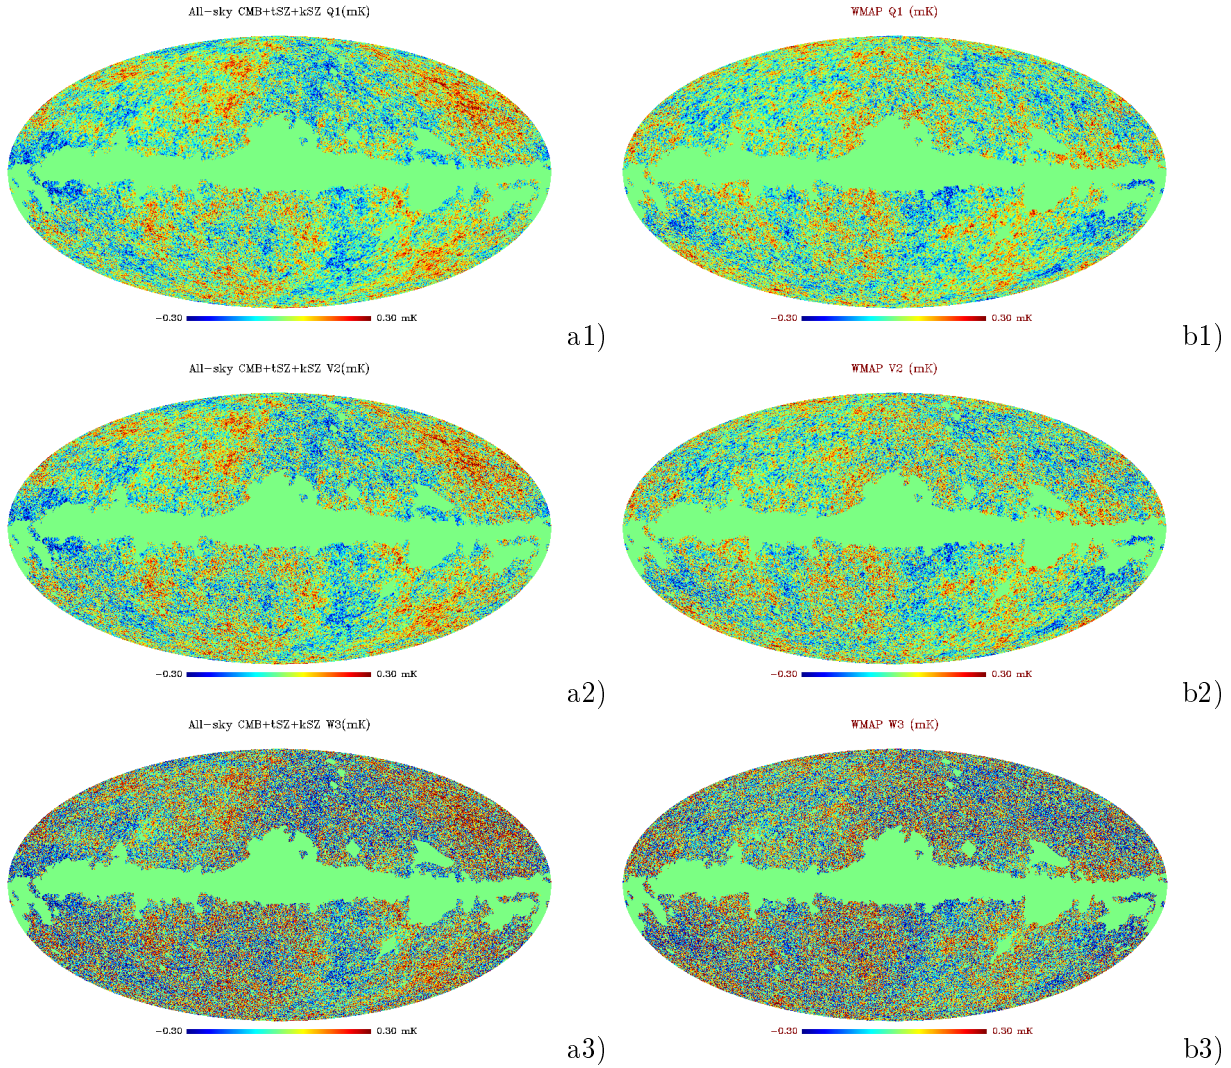 All-sky CMB+tSZ+kSZ Q1(mK)
WMAP Q1 (mK)
-0.30 0.30 mK
a1)
-0.30 0.30 mK
b1)
All-sky CMB+tSZ+kSZ V2(mK)
WMAP V2 (mK)
-0.30 0.30 mK
a2)
-0.30 0.30 mK
b2)
All-sky CMB+tSZ+kSZ W3(mK)
WMAP W3 (mK)
-0.30 0.30 mK
a3)
-0.30 0.30 mK
b3)